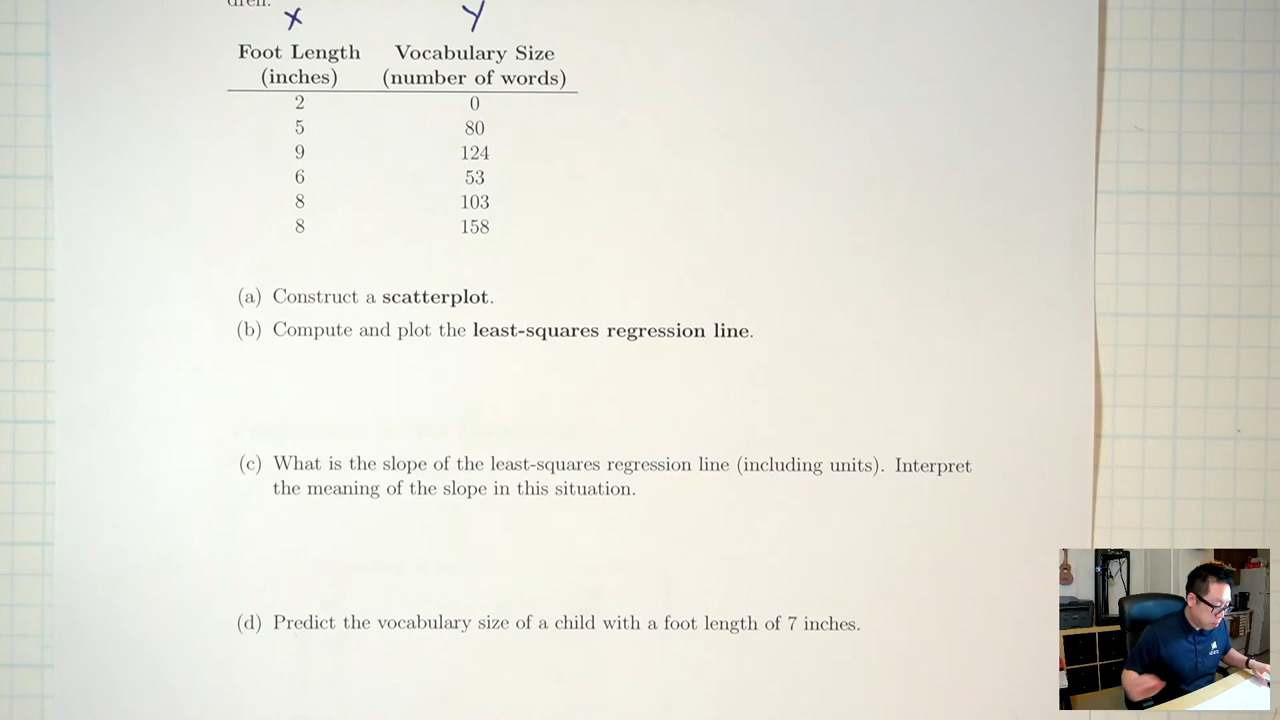 X Y
Foot Length Vocabulary Size
(inches) (number of words)
2 0
5 80
9 124
6 53
8 103
8 158
(a) Construct a scatterplot.
(b) Compute and plot the least-squares regression line.
(c) What is the slope of the least-squares regression line (including units). Interpret
the meaning of the slope in this situation.
(d) Predict the vocabulary size of a child with a foot length of 7 inches.